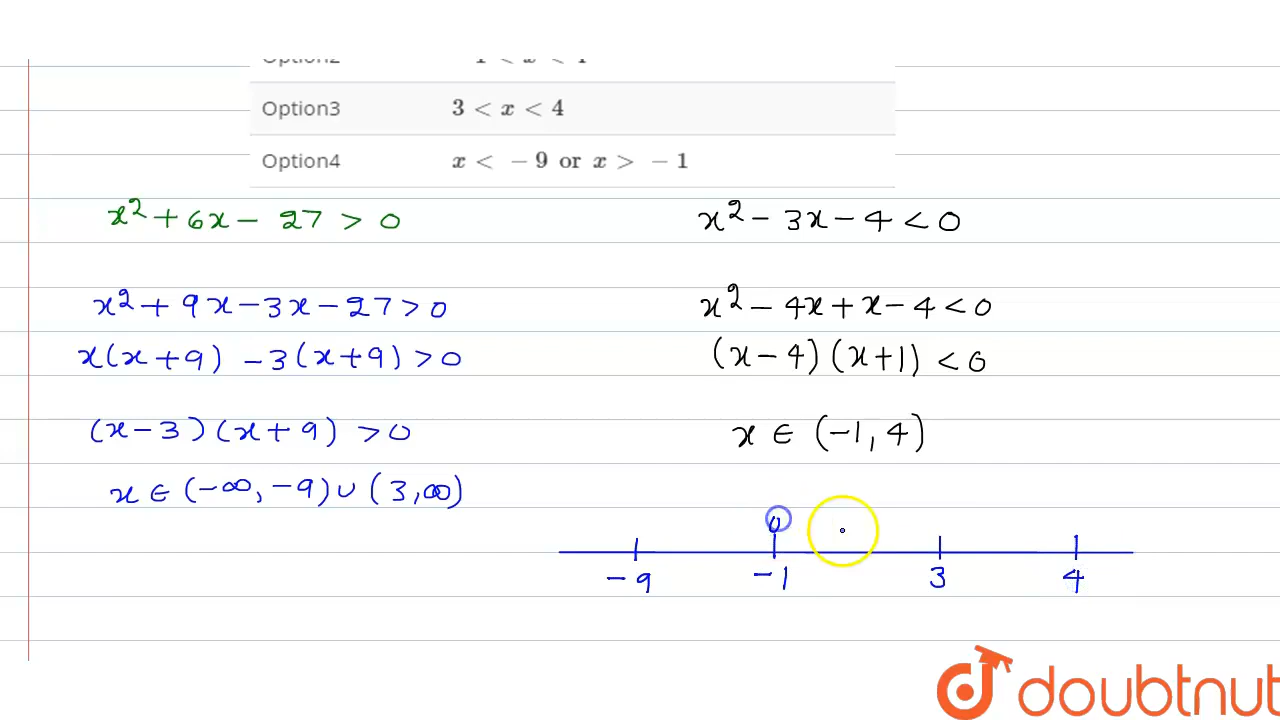 Option3 3 < x < 4
Option4 x < −9 or x > −1
x² + 6x − 27 > 0
x² − 3x − 4 < 0
x² + 9x − 3x − 27 > 0
x² − 4x + x − 4 < 0
x(x + 9) − 3(x + 9) > 0
(x − 4)(x + 1) < 0
(x − 3)(x + 9) > 0
x ∈ (−1, 4)
x ∈ (−∞, −9) ∪ (3, ∞)
−9 −1 3 4
doubtnut